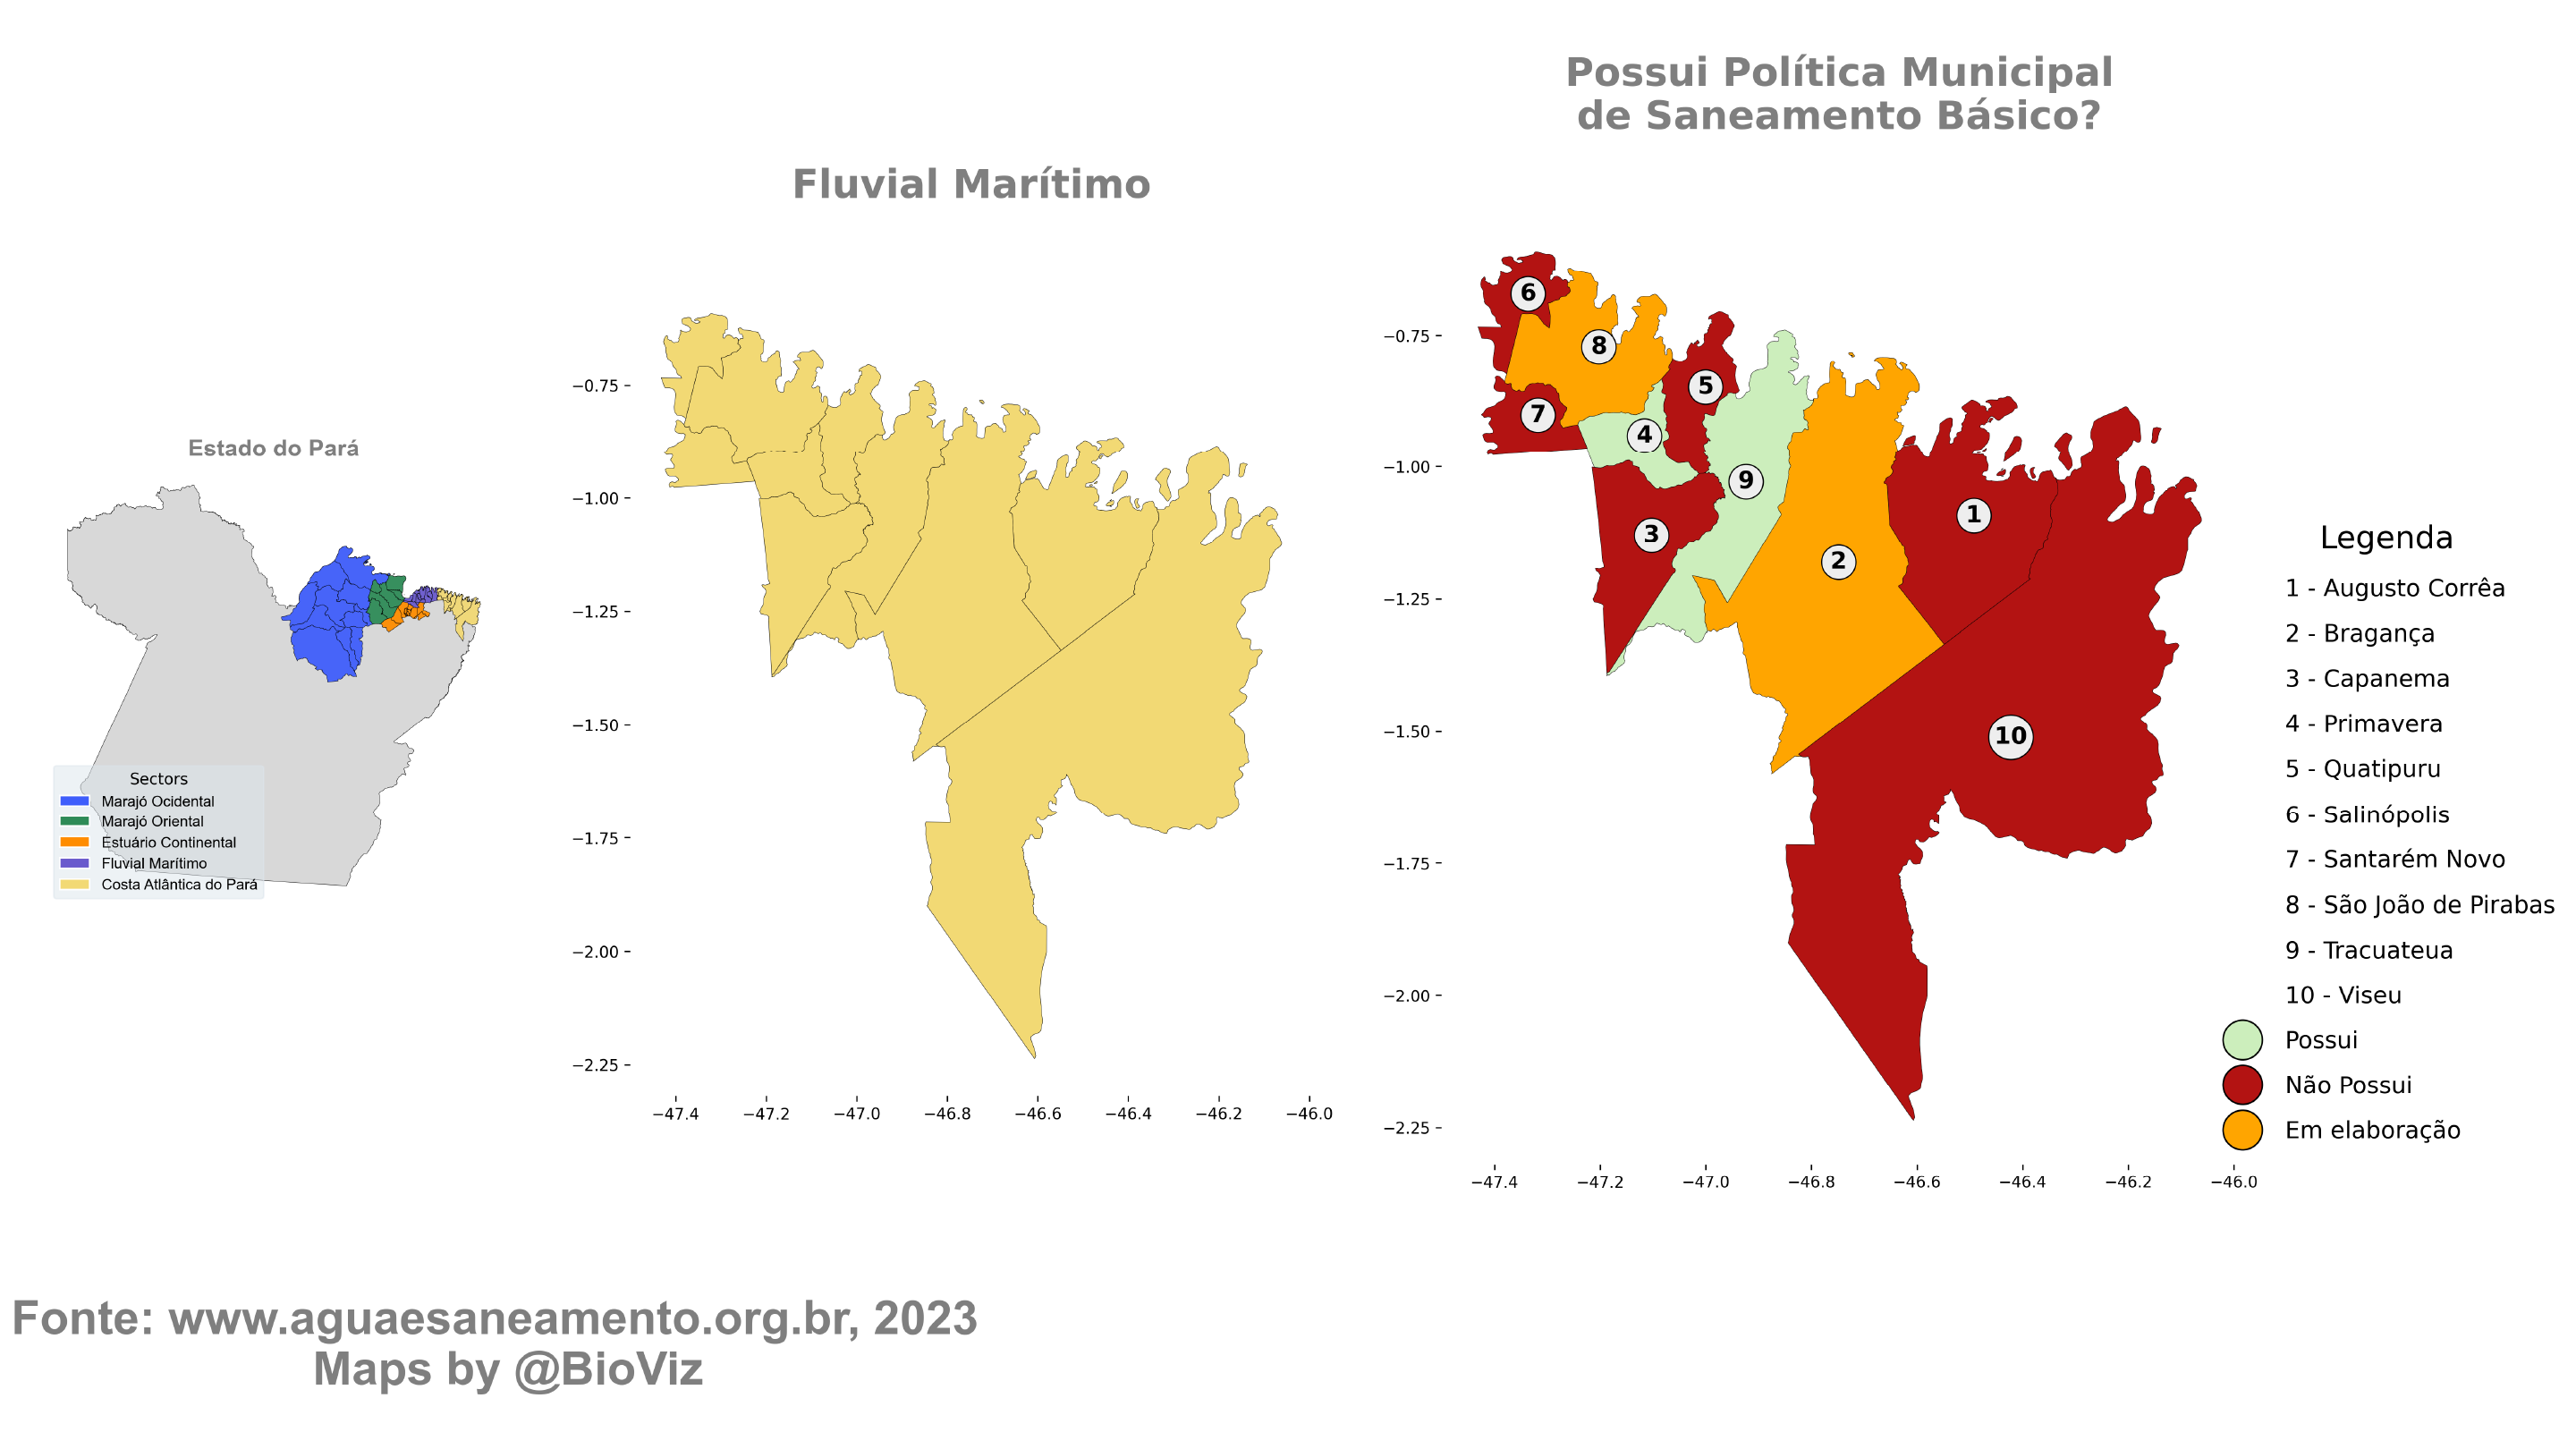 Possui Política Municipal
de Saneamento Básico?
Fluvial Marítimo
Estado do Pará
Sectors
Marajó Ocidental
Marajó Oriental
Estuário Continental
Fluvial Marítimo
Costa Atlântica do Pará
−0.75
−1.00
−1.25
−1.50
−1.75
−2.00
−2.25
−47.4
−47.2
−47.0
−46.8
−46.6
−46.4
−46.2
−46.0
−0.75
−1.00
−1.25
−1.50
−1.75
−2.00
−2.25
−47.4
−47.2
−47.0
−46.8
−46.6
−46.4
−46.2
−46.0
6
8
5
7
4
9
1
3
2
10
Legenda
1 - Augusto Corrêa
2 - Bragança
3 - Capanema
4 - Primavera
5 - Quatipuru
6 - Salinópolis
7 - Santarém Novo
8 - São João de Pirabas
9 - Tracuateua
10 - Viseu
Possui
Não Possui
Em elaboração
Fonte: www.aguaesaneamento.org.br, 2023
Maps by @BioViz